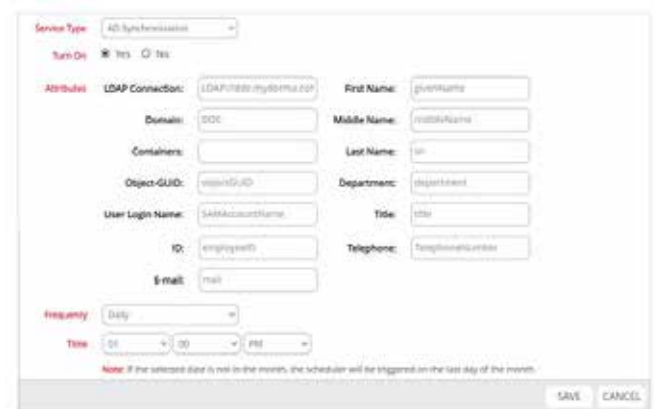 Service Type AD Synchronization
Turn On Yes No
Attributes LDAP Connection: First Name: givenName
Domain: Middle Name: middleName
Containers: Last Name: sn
Object-GUID: objectGUID Department: department
User Login Name: SAMAccountName Title: title
ID: employeeID Telephone: TelephoneNumber
E-mail: mail
Frequency Daily
Time 01 00 PM
Note: If the selected date is not in the month, the scheduler will be triggered on the last day of the month.
SAVE CANCEL